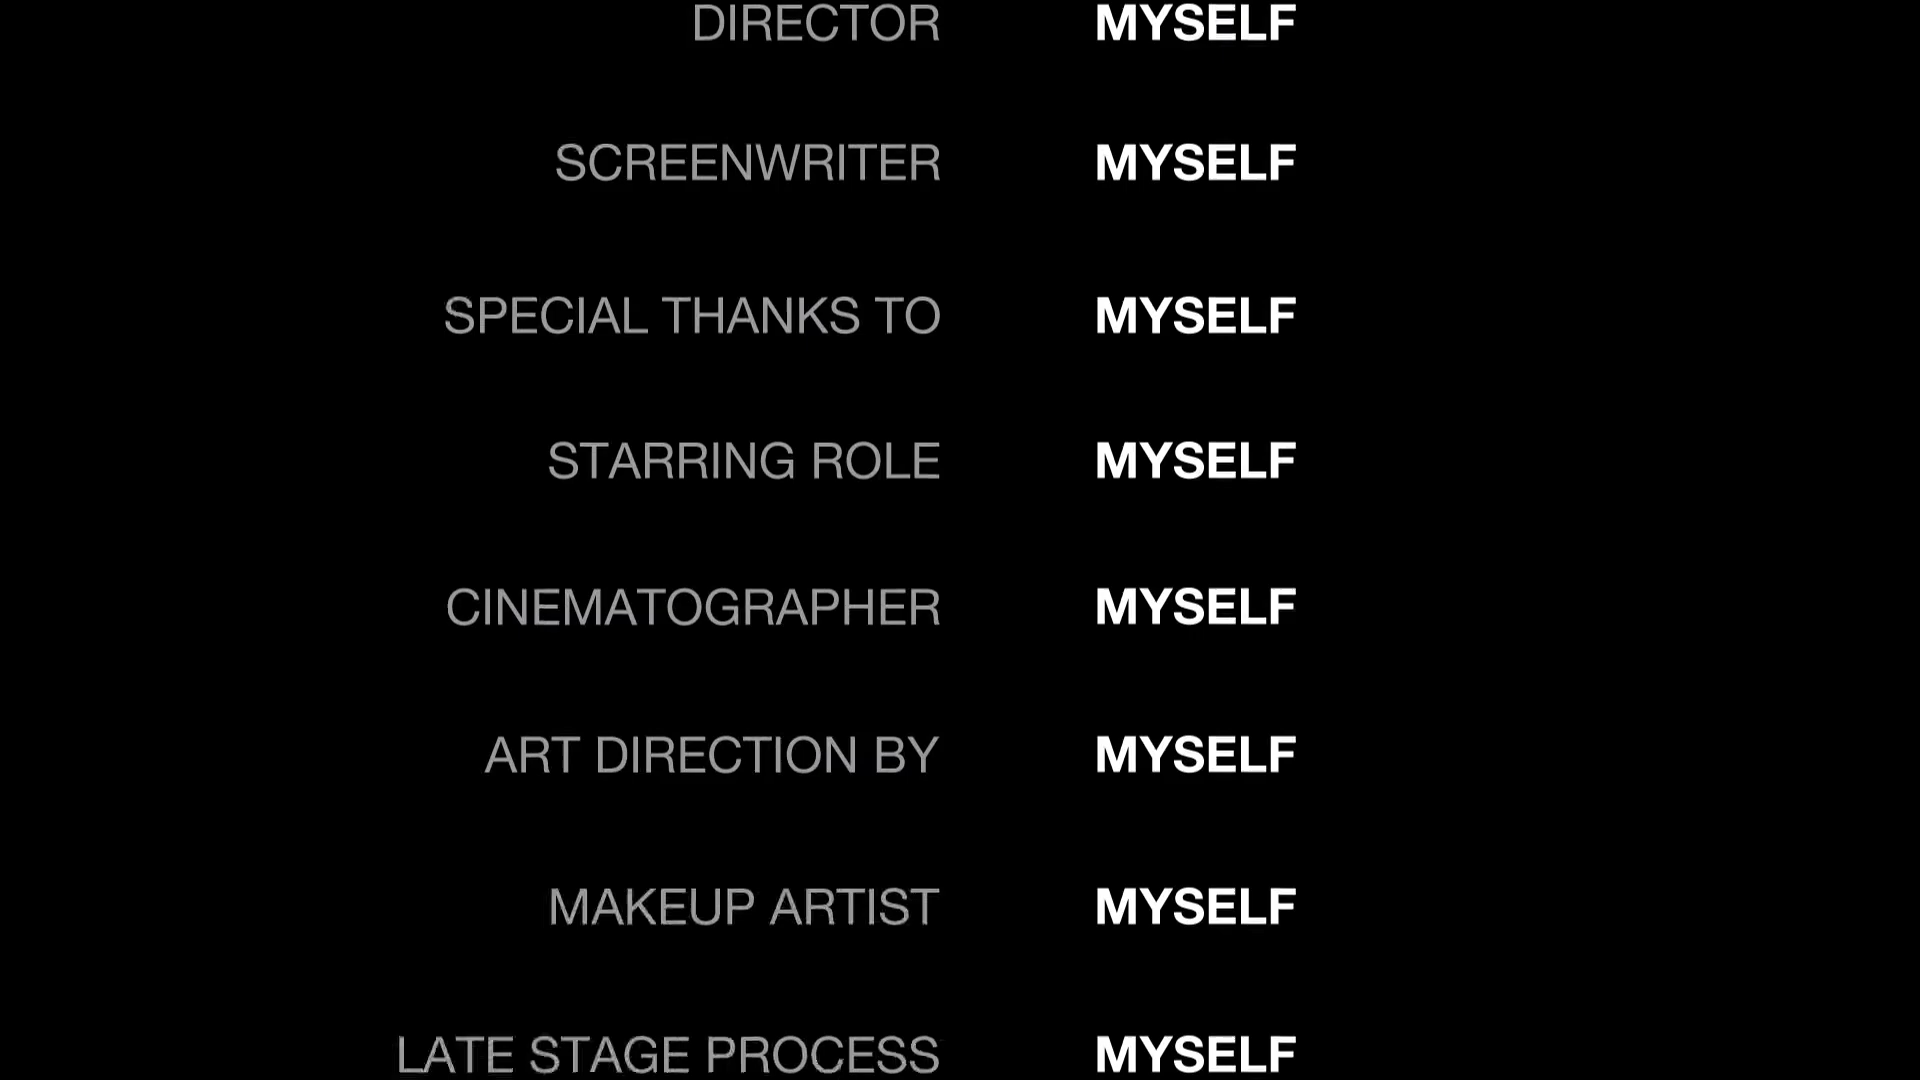 DIRECTOR MYSELF
SCREENWRITER MYSELF
SPECIAL THANKS TO MYSELF
STARRING ROLE MYSELF
CINEMATOGRAPHER MYSELF
ART DIRECTION BY MYSELF
MAKEUP ARTIST MYSELF
LATE STAGE PROCESS MYSELF